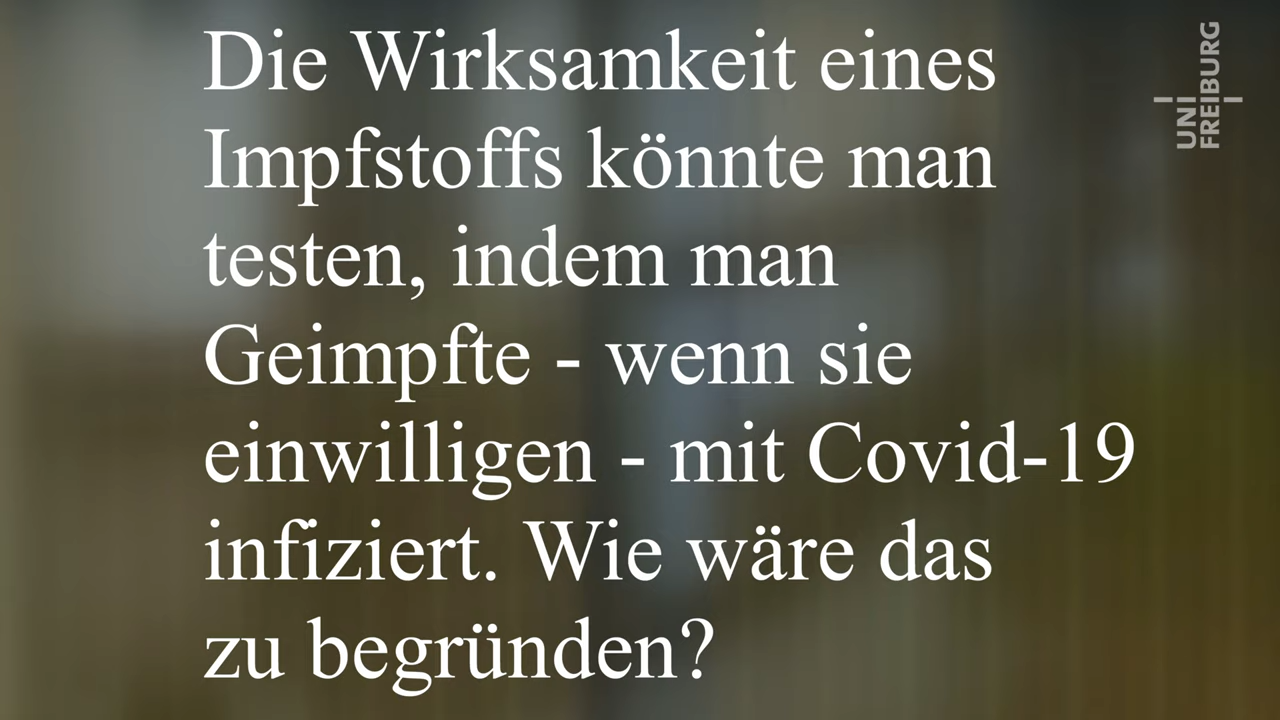 Die Wirksamkeit eines
Impfstoffs könnte man
testen, indem man
Geimpfte - wenn sie
einwilligen - mit Covid-19
infiziert. Wie wäre das
zu begründen?
UNI
FREIBURG